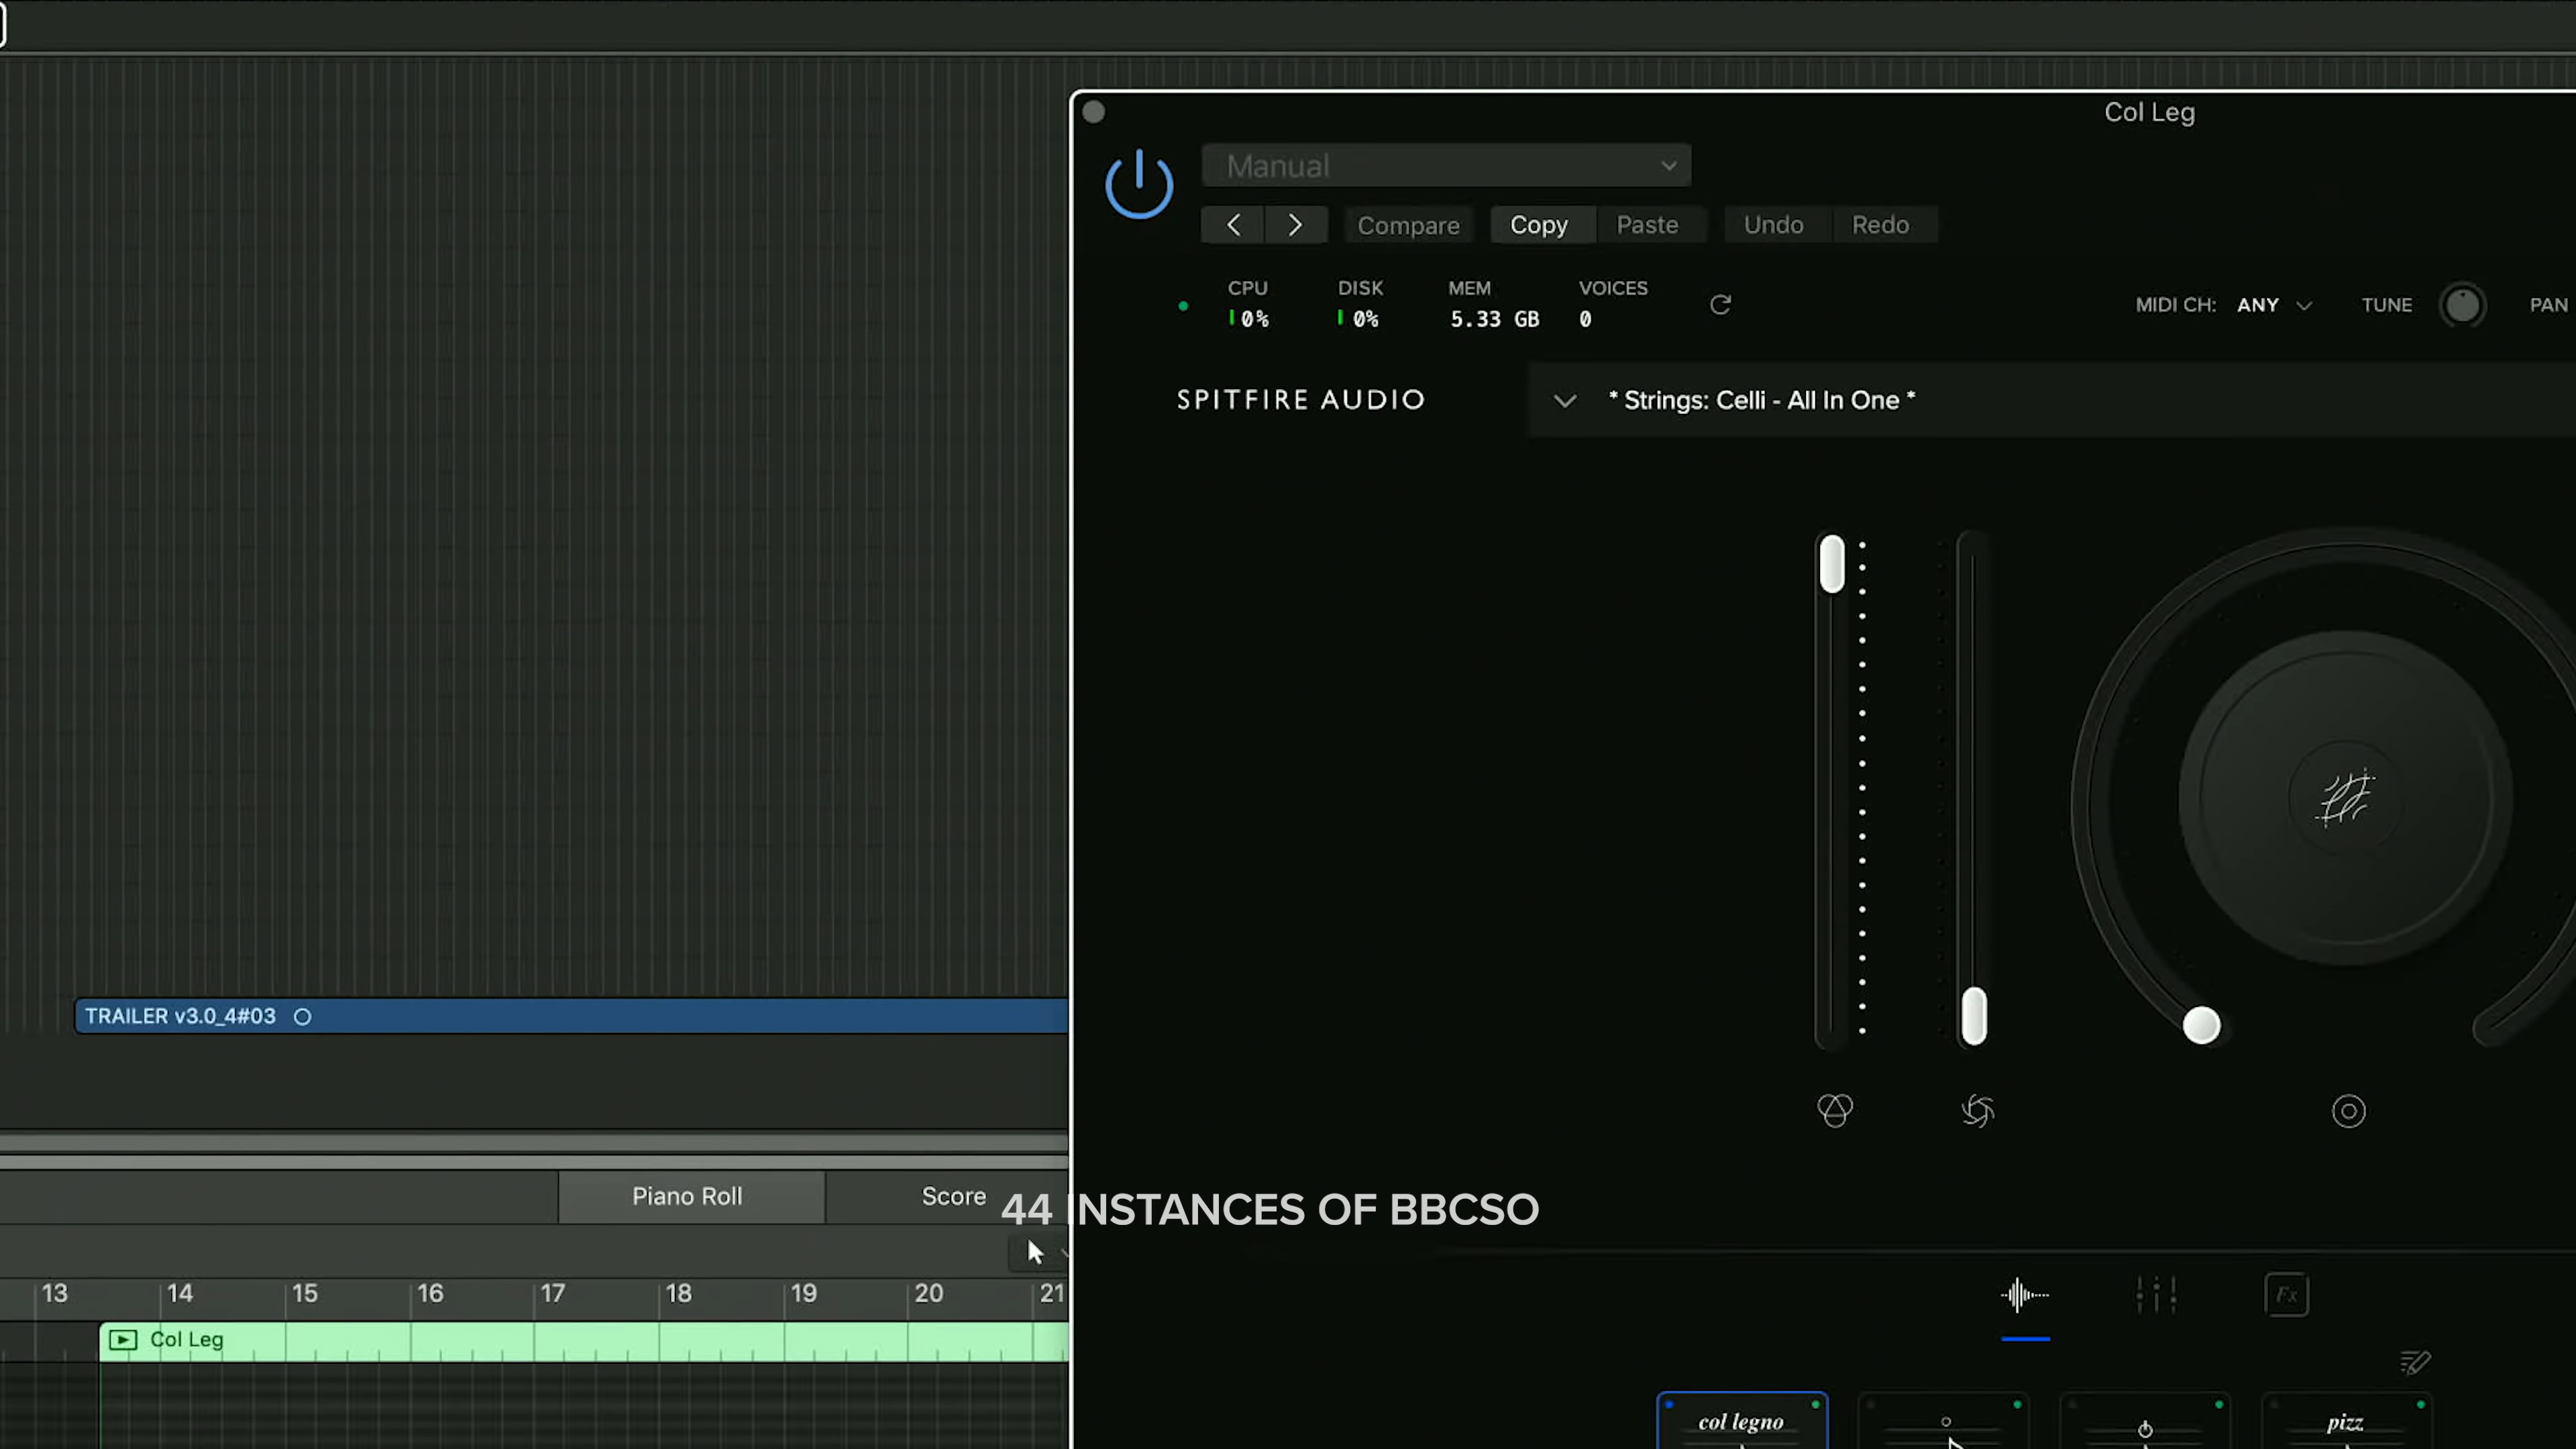 Col Leg
Manual
Compare Copy Paste Undo Redo
CPU DISK MEM VOICES
0% 0% 5.33 GB 0
MIDI CH: ANY TUNE PAN
SPITFIRE AUDIO
* Strings: Celli - All In One *
TRAILER v3.0_4#03
Piano Roll Score
44 INSTANCES OF BBCSO
13 14 15 16 17 18 19 20 21
Fx
Col Leg
col legno pizz